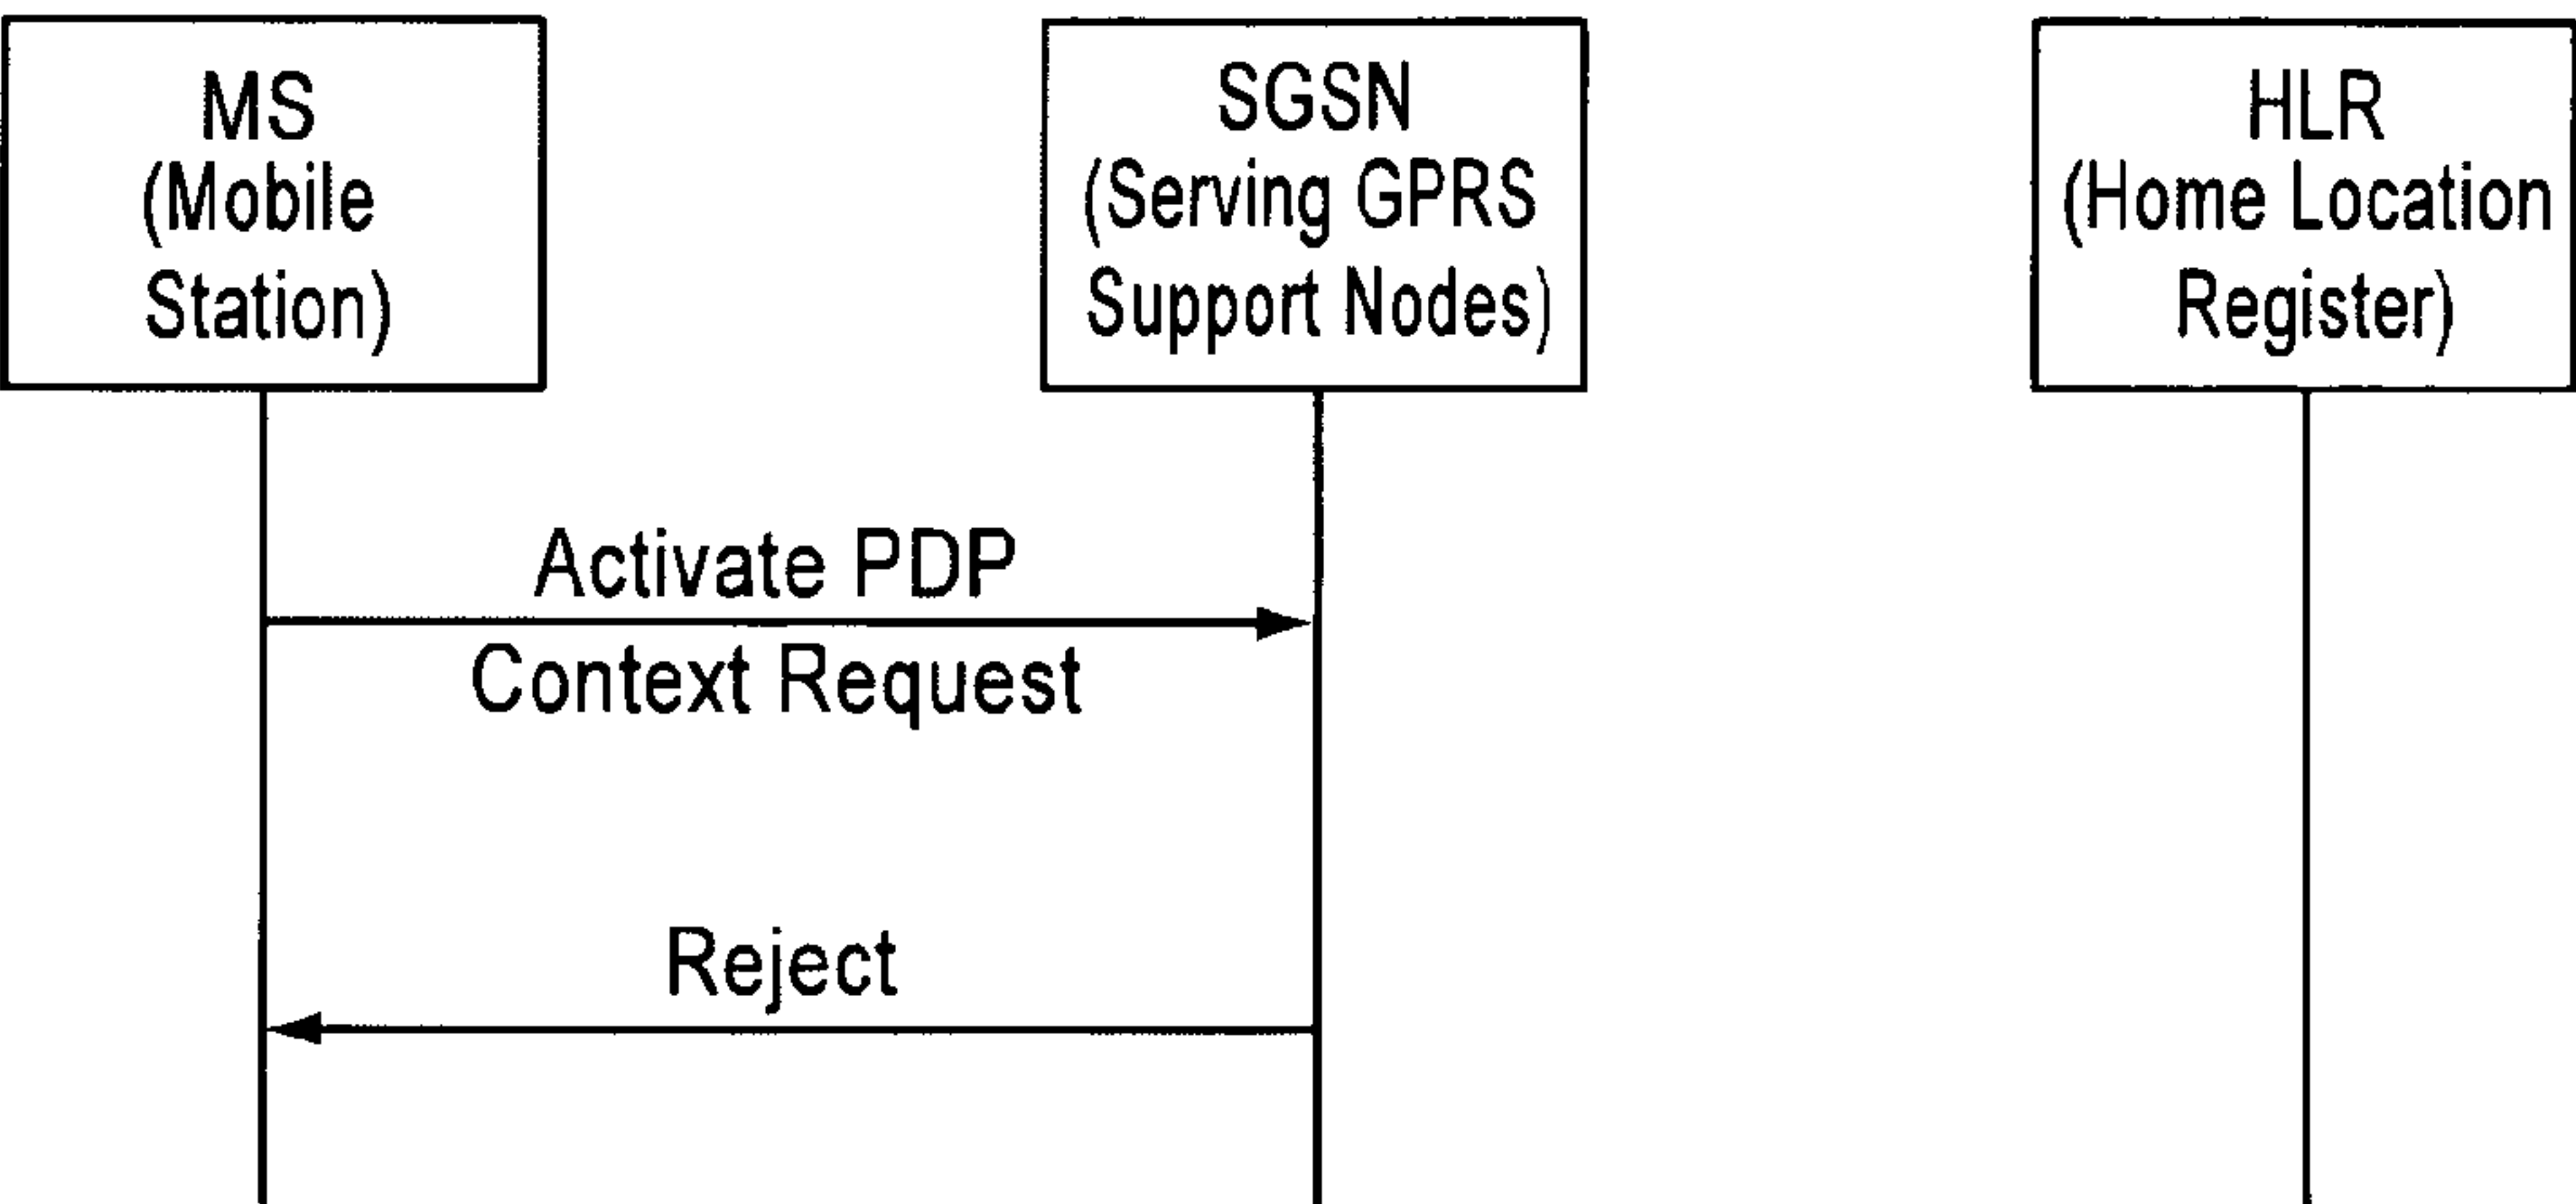 MS
(Mobile
Station)
SGSN
(Serving GPRS
Support Nodes)
HLR
(Home Location
Register)
Activate PDP
Context Request
Reject